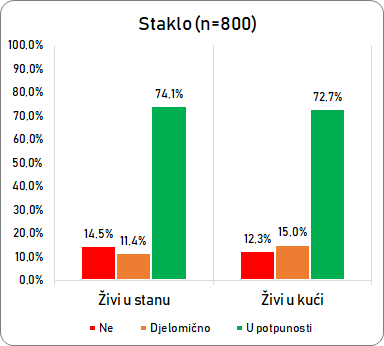 Staklo (n=800)
100,0%
90,0%
80,0%
70,0%
60,0%
50,0%
40,0%
30,0%
20,0%
10,0%
0,0%
14,5%
11,4%
74,1%
12,3%
15,0%
72,7%
Živi u stanu
Živi u kući
Ne
Djelomično
U potpunosti